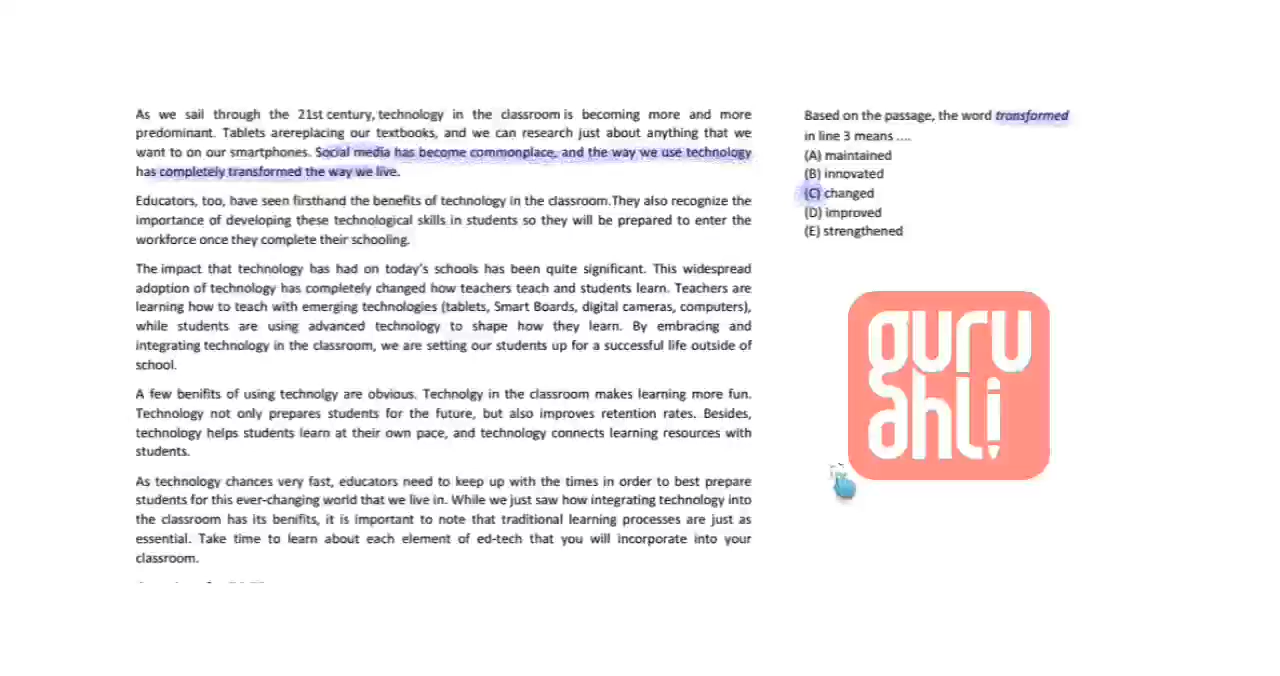 As we sail through the 21st century, technology in the classroom is becoming more and more
predominant. Tablets arereplacing our textbooks, and we can research just about anything that we
want to on our smartphones. Social media has become commonplace, and the way we use technology
has completely transformed the way we live.
Educators, too, have seen firsthand the benefits of technology in the classroom.They also recognize the
importance of developing these technological skills in students so they will be prepared to enter the
workforce once they complete their schooling.
The impact that technology has had on today's schools has been quite significant. This widespread
adoption of technology has completely changed how teachers teach and students learn. Teachers are
learning how to teach with emerging technologies (tablets, Smart Boards, digital cameras, computers),
while students are using advanced technology to shape how they learn. By embracing and
integrating technology in the classroom, we are setting our students up for a successful life outside of
school.
A few benifits of using technolgy are obvious. Technolgy in the classroom makes learning more fun.
Technology not only prepares students for the future, but also improves retention rates. Besides,
technology helps students learn at their own pace, and technology connects learning resources with
students.
As technology chances very fast, educators need to keep up with the times in order to best prepare
students for this ever-changing world that we live in. While we just saw how integrating technology into
the classroom has its benifits, it is important to note that traditional learning processes are just as
essential. Take time to learn about each element of ed-tech that you will incorporate into your
classroom.
Based on the passage, the word transformed
in line 3 means ....
(A) maintained
(B) innovated
(C) changed
(D) improved
(E) strengthened
guru
ahli